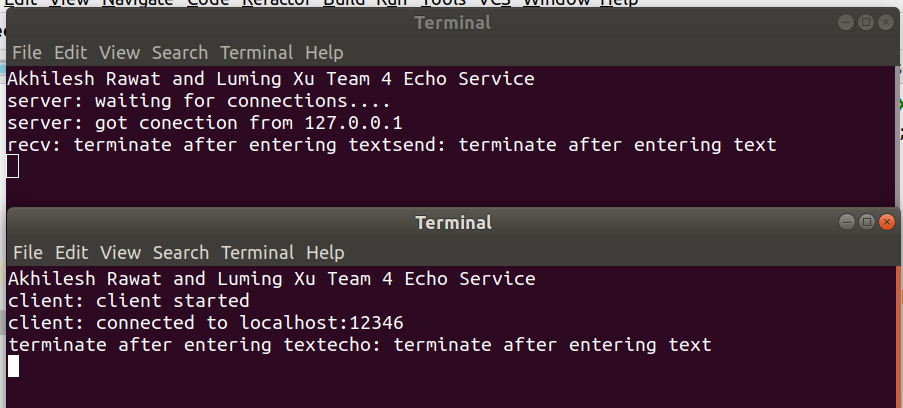 Edit View Navigate Code Refactor Build Run Tools VCS Window Help
Terminal
File Edit View Search Terminal Help
Akhilesh Rawat and Luming Xu Team 4 Echo Service
server: waiting for connections....
server: got conection from 127.0.0.1
recv: terminate after entering textsend: terminate after entering text
Terminal
File Edit View Search Terminal Help
Akhilesh Rawat and Luming Xu Team 4 Echo Service
client: client started
client: connected to localhost:12346
terminate after entering textecho: terminate after entering text